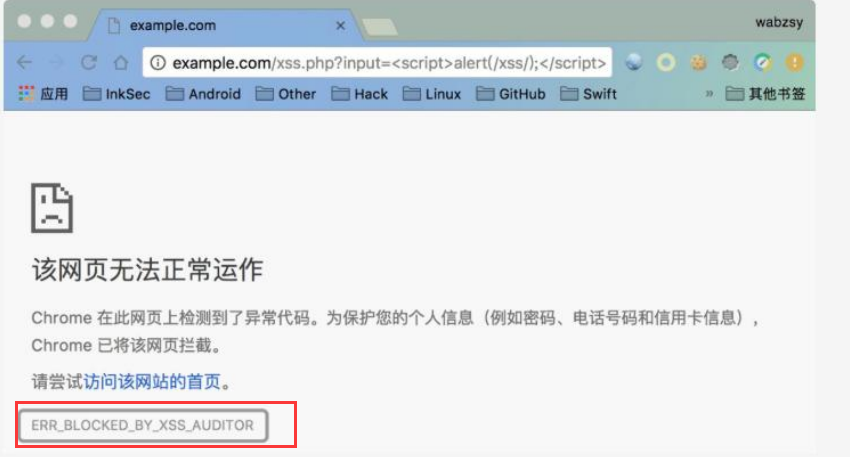 example.com
wabzsy
example.com/xss.php?input=<script>alert(/xss/);</script>
应用 InkSec Android Other Hack Linux GitHub Swift » 其他书签
该网页无法正常运作
Chrome 在此网页上检测到了异常代码。为保护您的个人信息（例如密码、电话号码和信用卡信息），
Chrome 已将该网页拦截。
请尝试访问该网站的首页。
ERR_BLOCKED_BY_XSS_AUDITOR